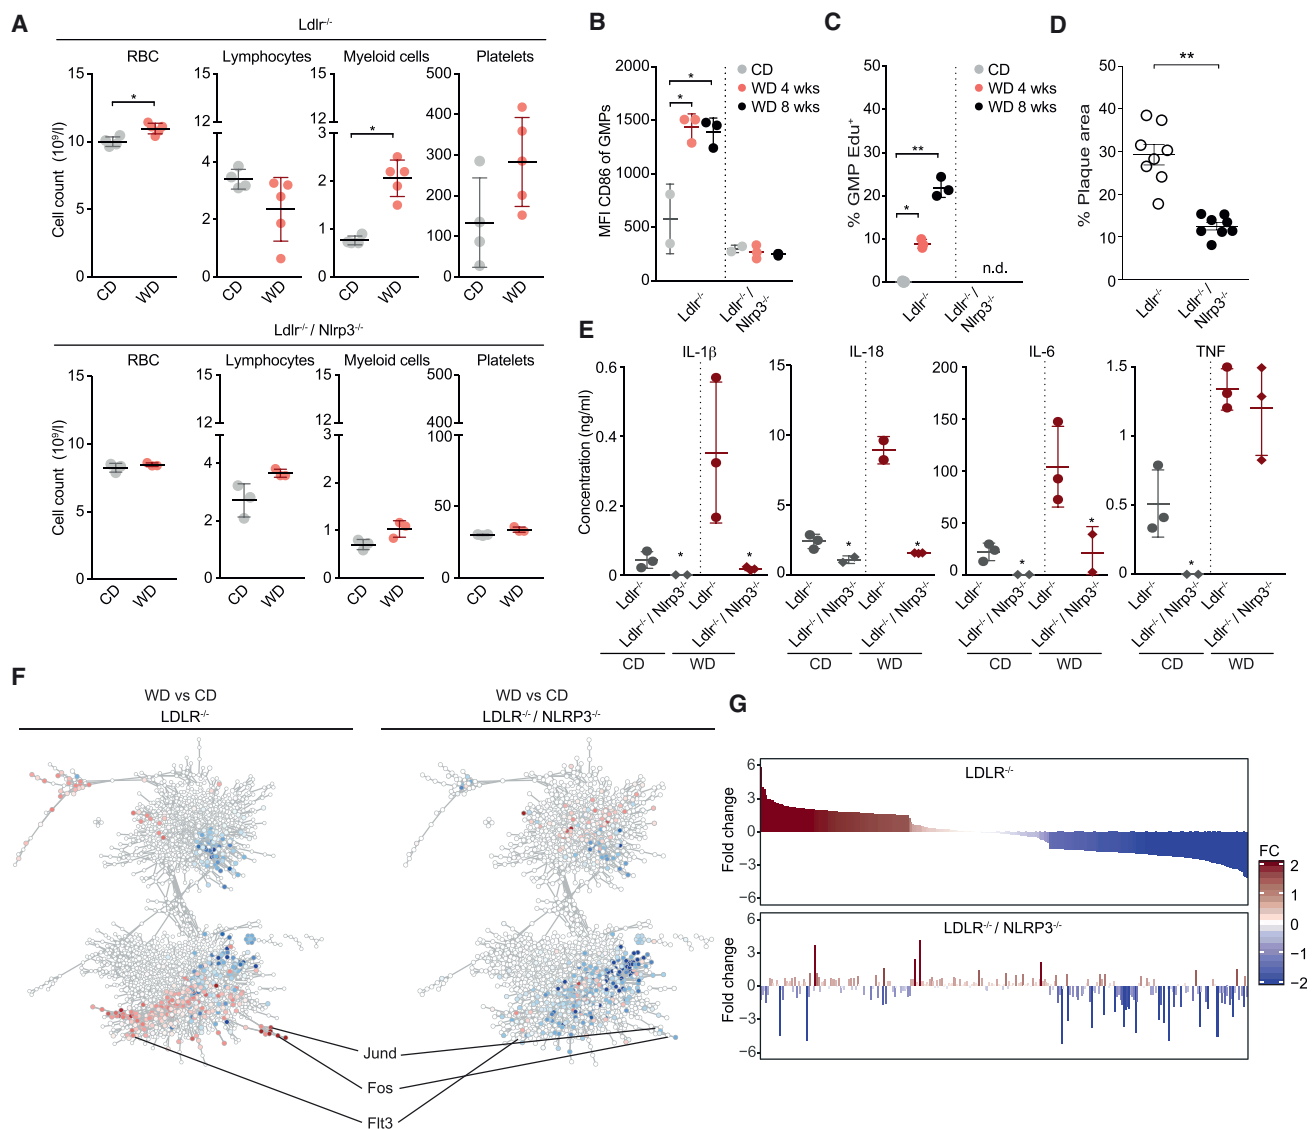 A
Ldlr-/-
RBC
Lymphocytes
Myeloid cells
Platelets
Cell count (10⁹/l)
15
10
5
0
15
12
4
2
0
15
12
3
2
1
0
500
400
300
200
100
0
CD
WD
CD
WD
CD
WD
CD
WD
*
*
Ldlr-/-/ Nlrp3-/-
RBC
Lymphocytes
Myeloid cells
Platelets
Cell count (10⁹/l)
15
10
5
0
15
12
4
2
0
15
12
3
2
1
0
500
400
100
50
0
CD
WD
CD
WD
CD
WD
CD
WD
B
MFI CD86 of GMPs
2000
1500
1000
500
0
*
*
CD
WD 4 wks
WD 8 wks
Ldlr-/-
Ldlr-/-/
Nlrp3-/-
C
% GMP Edu+
50
40
30
20
10
0
**
*
n.d.
CD
WD 4 wks
WD 8 wks
Ldlr-/-
Ldlr-/-/
Nlrp3-/-
D
% Plaque area
50
40
30
20
10
0
**
Ldlr-/-
Ldlr-/-/
Nlrp3-/-
E
Concentration (ng/ml)
IL-1β
0.6
0.4
0.2
0
*
*
Ldlr-/-
Ldlr-/-/ Nlrp3-/-
Ldlr-/-
Ldlr-/-/ Nlrp3-/-
CD
WD
IL-18
15
10
5
0
*
*
Ldlr-/-
Ldlr-/-/ Nlrp3-/-
Ldlr-/-
Ldlr-/-/ Nlrp3-/-
CD
WD
IL-6
200
150
100
50
0
*
*
Ldlr-/-
Ldlr-/-/ Nlrp3-/-
Ldlr-/-
Ldlr-/-/ Nlrp3-/-
CD
WD
TNF
1.5
1
0.5
0
*
Ldlr-/-
Ldlr-/-/ Nlrp3-/-
Ldlr-/-
Ldlr-/-/ Nlrp3-/-
CD
WD
F
WD vs CD
LDLR-/-
WD vs CD
LDLR-/-/ NLRP3-/-
Jund
Fos
Flt3
G
LDLR-/-
Fold change
6
3
0
−3
−6
LDLR-/-/ NLRP3-/-
Fold change
6
3
0
−3
−6
FC
2
1
0
−1
−2